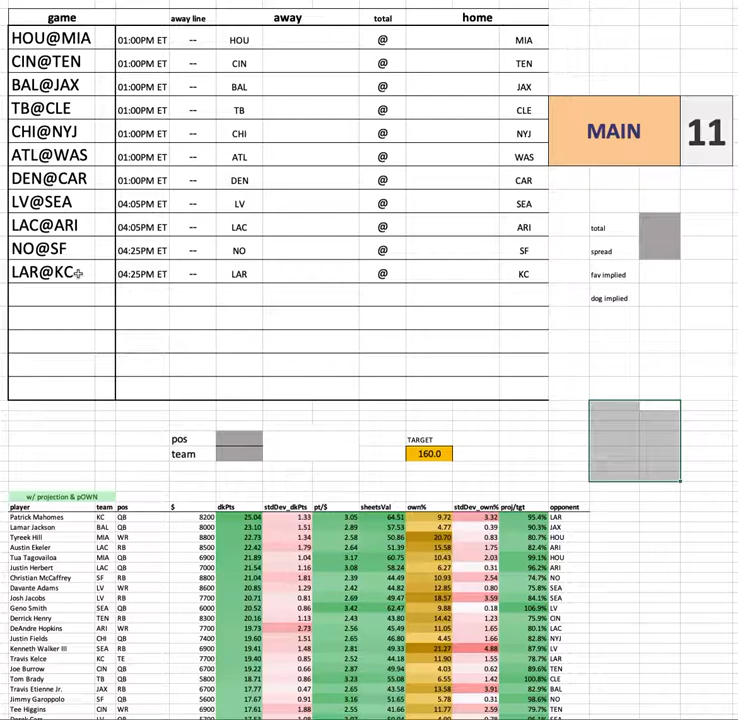 game away line away total home
HOU@MIA 01:00PM ET -- HOU @ MIA
CIN@TEN 01:00PM ET -- CIN @ TEN
BAL@JAX 01:00PM ET -- BAL @ JAX
TB@CLE 01:00PM ET -- TB @ CLE
CHI@NYJ 01:00PM ET -- CHI @ NYJ
MAIN 11
ATL@WAS 01:00PM ET -- ATL @ WAS
DEN@CAR 01:00PM ET -- DEN @ CAR
LV@SEA 04:05PM ET -- LV @ SEA
LAC@ARI 04:05PM ET -- LAC @ ARI
total
NO@SF 04:25PM ET -- NO @ SF
spread
LAR@KC 04:25PM ET -- LAR @ KC
fav implied
dog implied
pos TARGET
team 160.0
w/ projection & pOWN
player team pos $ dkPts stdDev_dkPts pt/$ sheetsVal own% stdDev_own% proj/tgt opponent
Patrick Mahomes KC QB 8200 25.04 1.33 3.05 64.51 9.72 3.32 95.4% LAR
Lamar Jackson BAL QB 8000 23.10 1.51 2.89 57.53 4.77 0.39 90.3% JAX
Tyreek Hill MIA WR 8800 22.73 1.34 2.58 50.86 20.70 0.83 80.7% HOU
Austin Ekeler LAC RB 8500 22.42 1.79 2.64 51.39 15.58 1.75 82.4% ARI
Tua Tagovailoa MIA QB 6900 21.89 1.04 3.17 60.75 10.43 2.03 99.1% HOU
Justin Herbert LAC QB 7000 21.54 1.16 3.08 58.24 6.27 0.31 96.2% ARI
Christian McCaffrey SF RB 8800 21.04 1.81 2.39 44.49 10.93 2.54 74.7% NO
Davante Adams LV WR 8600 20.85 1.29 2.42 44.82 12.85 0.80 75.8% SEA
Josh Jacobs LV RB 7700 20.71 0.81 2.69 49.47 18.57 3.59 84.1% SEA
Geno Smith SEA QB 6000 20.52 0.86 3.42 62.47 9.88 0.18 106.9% LV
Derrick Henry TEN RB 8300 20.16 1.13 2.43 43.80 14.42 1.23 75.9% CIN
DeAndre Hopkins ARI WR 7700 19.73 2.73 2.56 45.49 11.05 1.65 80.1% LAC
Justin Fields CHI QB 7400 19.60 1.51 2.65 46.80 4.45 1.66 82.8% NYJ
Kenneth Walker III SEA RB 6900 19.41 1.48 2.81 49.33 21.27 4.88 87.9% LV
Travis Kelce KC TE 7700 19.40 0.85 2.52 44.18 11.90 1.55 78.7% LAR
Joe Burrow CIN QB 6700 19.22 0.66 2.87 49.94 4.03 0.62 89.6% TEN
Tom Brady TB QB 5800 18.71 0.86 3.23 55.08 6.55 1.42 100.8% CLE
Travis Etienne Jr. JAX RB 6700 17.77 0.47 2.65 43.58 13.58 3.91 82.9% BAL
Jimmy Garoppolo SF QB 5600 17.67 0.91 3.16 51.65 5.78 0.31 98.6% NO
Tee Higgins CIN WR 6900 17.61 1.88 2.55 41.66 11.77 2.59 79.7% TEN